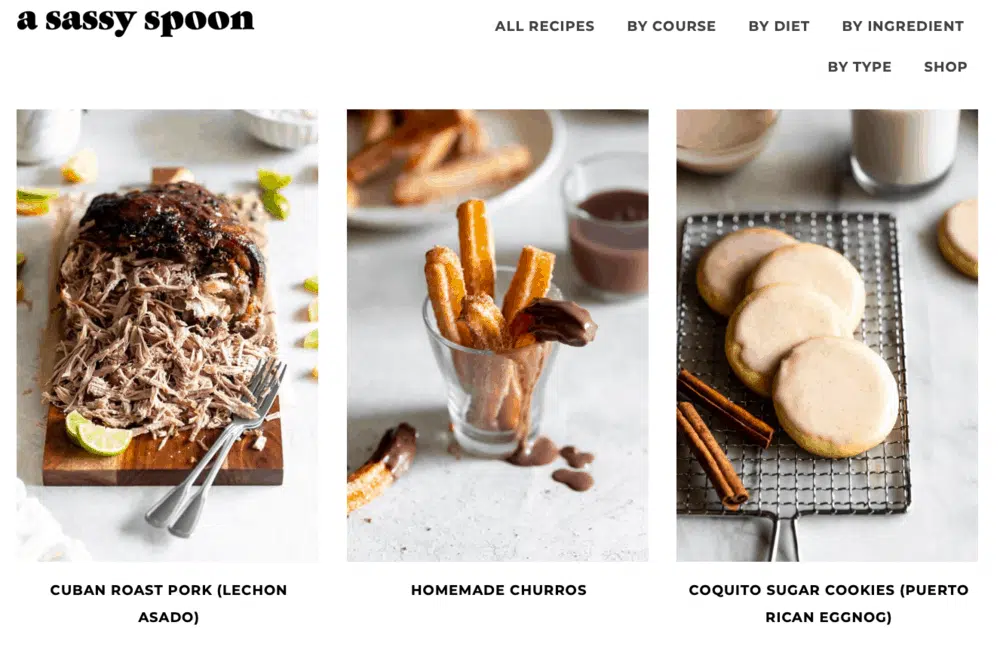 a sassy spoon
ALL RECIPES BY COURSE BY DIET BY INGREDIENT
BY TYPE SHOP
CUBAN ROAST PORK (LECHON
ASADO)
HOMEMADE CHURROS
COQUITO SUGAR COOKIES (PUERTO
RICAN EGGNOG)